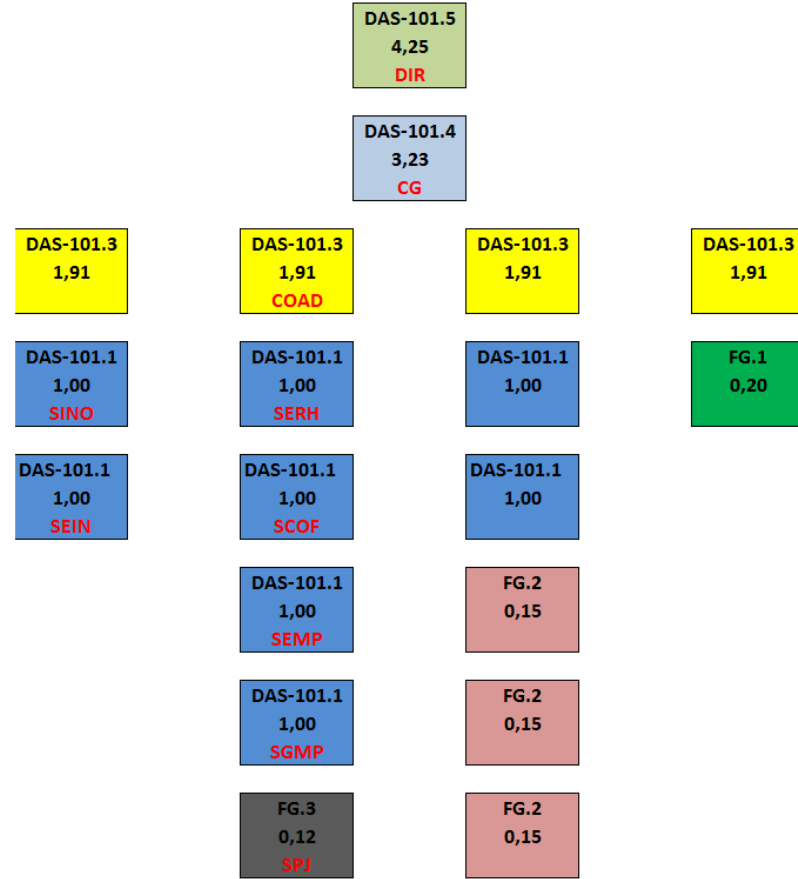 DAS-101.5
4,25
DIR
DAS-101.4
3,23
CG
DAS-101.3
1,91
DAS-101.3
1,91
COAD
DAS-101.3
1,91
DAS-101.3
1,91
DAS-101.1
1,00
SINO
DAS-101.1
1,00
SERH
DAS-101.1
1,00
FG.1
0,20
DAS-101.1
1,00
SEIN
DAS-101.1
1,00
SCOF
DAS-101.1
1,00
DAS-101.1
1,00
SEMP
FG.2
0,15
DAS-101.1
1,00
SGMP
FG.2
0,15
FG.3
0,12
SPJ
FG.2
0,15